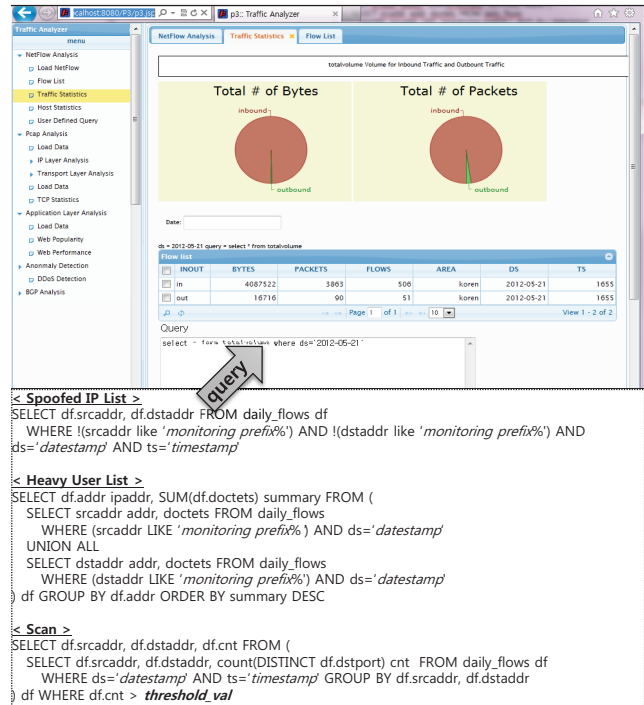 calhost:8080/P3/p3.jsp
p3:: Traffic Analyzer
Traffic Analyzer
menu
NetFlow Analysis
Load NetFlow
Flow List
Traffic Statistics
Host Statistics
User Defined Query
Pcap Analysis
Load Data
IP Layer Analysis
Transport Layer Analysis
Load Data
TCP Statistics
Application Layer Analysis
Load Data
Web Popularity
Web Performance
Anonmaly Detection
DDoS Detection
BGP Analysis
NetFlow Analysis Traffic Statistics Flow List
totalvolume Volume for Inbound Traffic and Outbount Traffic
Total # of Bytes
inbound
outbound
Total # of Packets
inbound
outbound
Date:
ds = 2012-05-21 query = select * from totalvolume
Flow list
INOUT BYTES PACKETS FLOWS AREA DS TS
in 4087522 3863 506 koren 2012-05-21 1655
out 16716 90 51 koren 2012-05-21 1655
Page 1 of 1 10 View 1 - 2 of 2
Query
select where ds='2012-05-21'
query
< Spoofed IP List >
SELECT df.srcaddr, df.dstaddr FROM daily_flows df
WHERE !(srcaddr like 'monitoring prefix%') AND !(dstaddr like 'monitoring prefix%') AND
ds='datestamp' AND ts='timestamp'
< Heavy User List >
SELECT df.addr ipaddr, SUM(df.doctets) summary FROM (
SELECT srcaddr addr, doctets FROM daily_flows
WHERE (srcaddr LIKE 'monitoring prefix%') AND ds='datestamp'
UNION ALL
SELECT dstaddr addr, doctets FROM daily_flows
WHERE (dstaddr LIKE 'monitoring prefix%') AND ds='datestamp'
) df GROUP BY df.addr ORDER BY summary DESC
< Scan >
SELECT df.srcaddr, df.dstaddr, df.cnt FROM (
SELECT df.srcaddr, df.dstaddr, count(DISTINCT df.dstport) cnt FROM daily_flows df
WHERE ds='datestamp' AND ts='timestamp' GROUP BY df.srcaddr, df.dstaddr
) df WHERE df.cnt > threshold_val